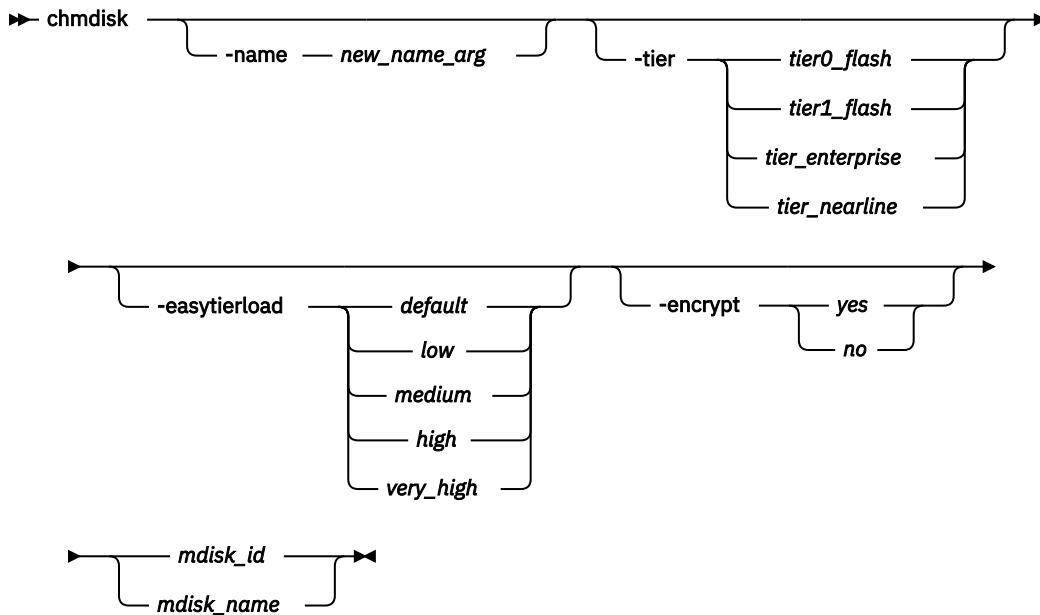 chmdisk
-name new_name_arg -tier tier0_flash
tier1_flash
tier_enterprise
tier_nearline
-easytierload default -encrypt yes
low no
medium
high
very_high
mdisk_id
mdisk_name